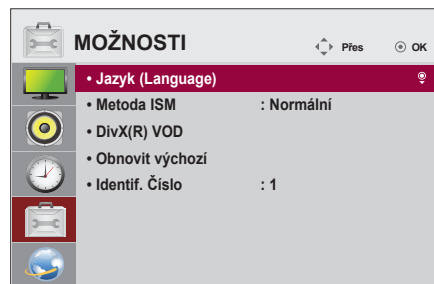 MOŽNOSTI Přes OK
• Jazyk (Language)
• Metoda ISM : Normální
• DivX(R) VOD
• Obnovit výchozí
• Identif. Číslo : 1